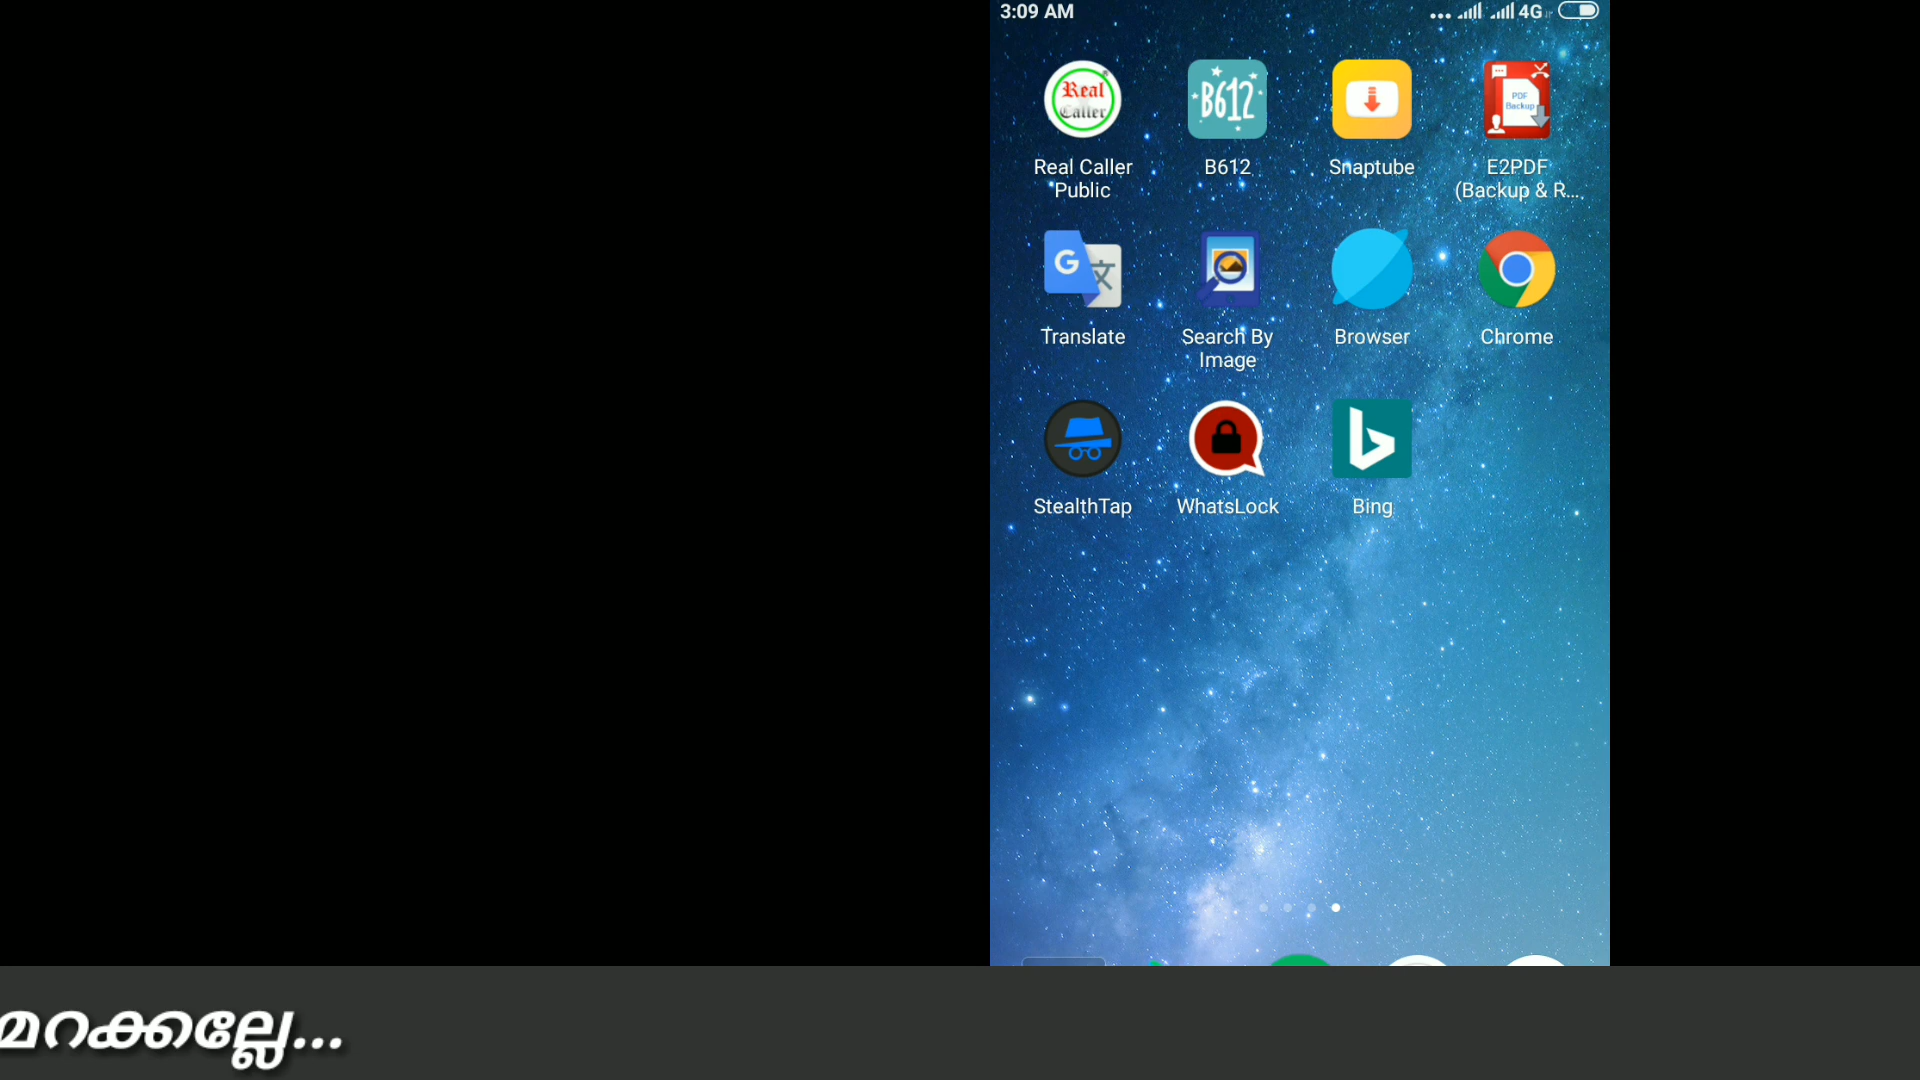 3:09 AM
4G
Real
Caller
B612
PDF
Backup
Real Caller
Public
B612
Snaptube
E2PDF
(Backup & R...
G
文
Translate
Search By
Image
Browser
Chrome
StealthTap
WhatsLock
Bing
മറക്കല്ലേ...